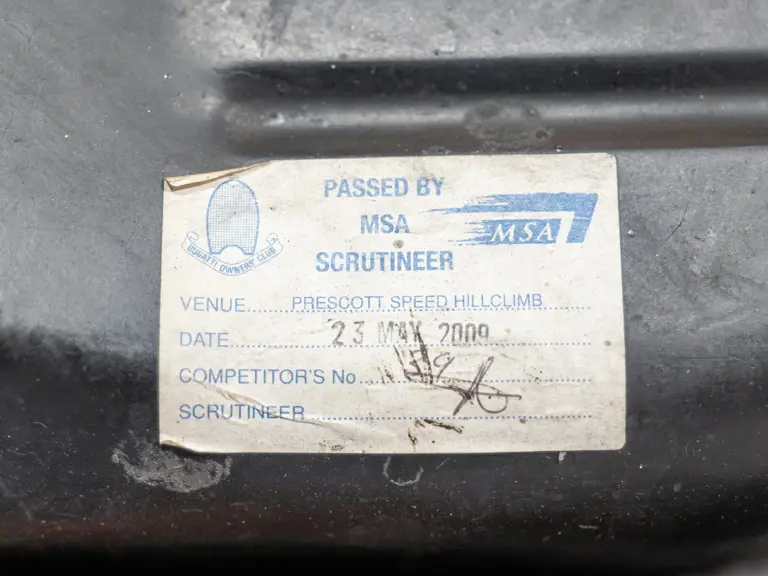 PASSED BY
MSA
SCRUTINEER
MSA
BUGATTI OWNERS' CLUB
VENUE PRESCOTT SPEED HILLCLIMB
DATE 23 MAY 2009
COMPETITOR'S No 159
SCRUTINEER